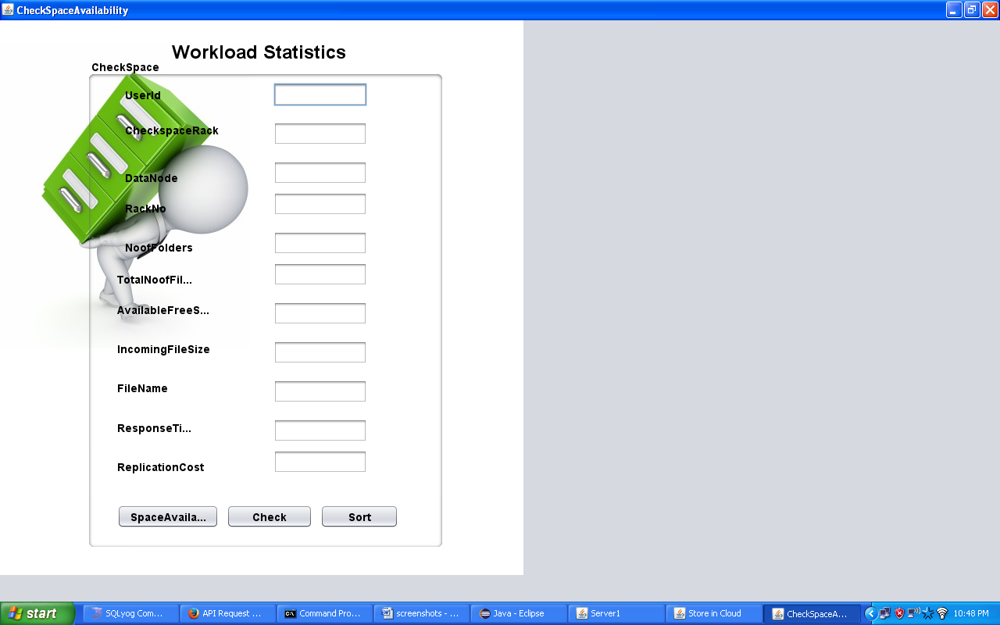 CheckSpaceAvailability
Workload Statistics
CheckSpace
UserId
CheckspaceRack
DataNode
RackNo
NoofFolders
TotalNoofFil...
AvailableFreeS...
IncomingFileSize
FileName
ResponseTi...
ReplicationCost
SpaceAvaila... Check Sort
start SQLyog Com... API Request ... Command Pro... screenshots - ... Java - Eclipse Server1 Store in Cloud CheckSpaceA... 10:48 PM